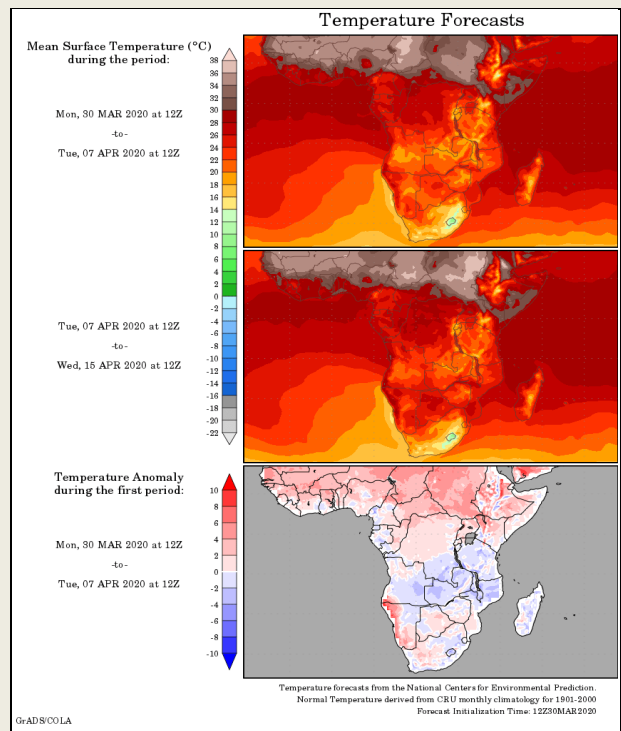 Temperature Forecasts
Mean Surface Temperature (°C)
during the period:
Mon, 30 MAR 2020 at 12Z
-to-
Tue, 07 APR 2020 at 12Z
38
36
34
32
30
28
26
24
22
20
18
16
14
12
10
8
6
4
2
0
-2
-4
-6
-8
-10
-12
-14
-16
-18
-20
-22
Tue, 07 APR 2020 at 12Z
-to-
Wed, 15 APR 2020 at 12Z
Temperature Anomaly
during the first period:
Mon, 30 MAR 2020 at 12Z
-to-
Tue, 07 APR 2020 at 12Z
10
8
6
4
2
0
-2
-4
-6
-8
-10
Temperature forecasts from the National Centers for Environmental Prediction.
Normal Temperature derived from CRU monthly climatology for 1901-2000
Forecast Initialization Time: 12Z30MAR2020
GrADS/COLA